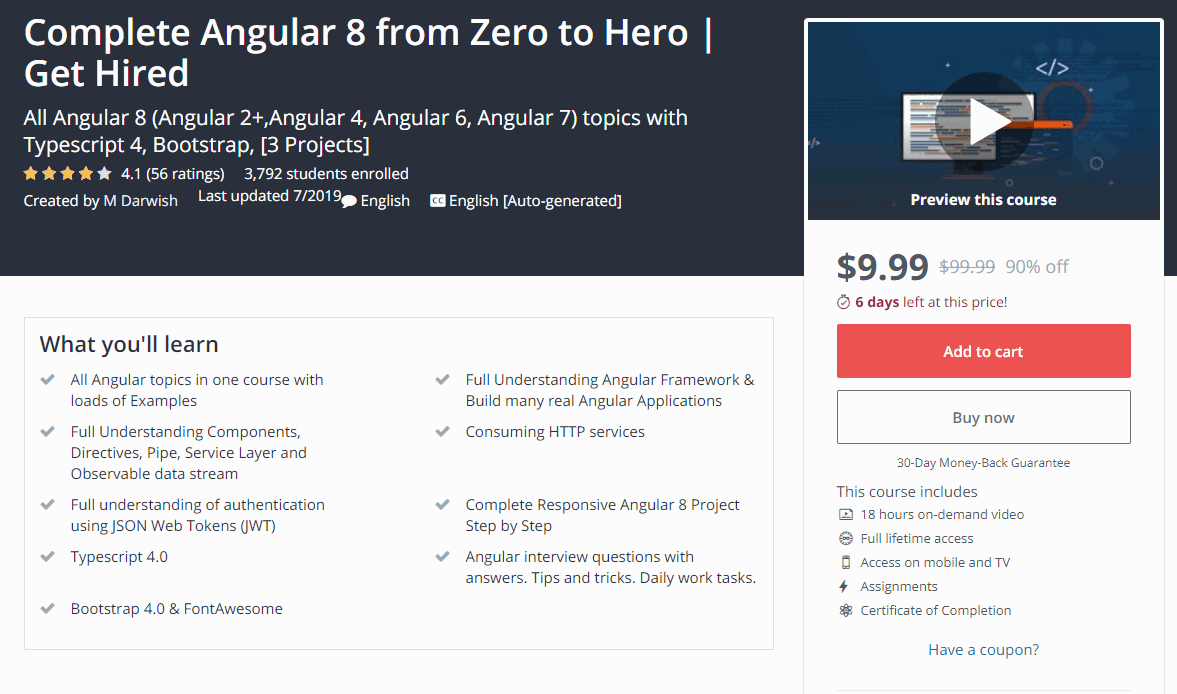 Complete Angular 8 from Zero to Hero |
Get Hired
All Angular 8 (Angular 2+,Angular 4, Angular 6, Angular 7) topics with
Typescript 4, Bootstrap, [3 Projects]
4.1 (56 ratings) 3,792 students enrolled
Created by M Darwish Last updated 7/2019 English CC English [Auto-generated]
</>
Preview this course
$9.99 $99.99 90% off
6 days left at this price!
Add to cart
Buy now
30-Day Money-Back Guarantee
This course includes
18 hours on-demand video
Full lifetime access
Access on mobile and TV
Assignments
Certificate of Completion
Have a coupon?
What you'll learn
All Angular topics in one course with
loads of Examples
Full Understanding Angular Framework &
Build many real Angular Applications
Full Understanding Components,
Directives, Pipe, Service Layer and
Observable data stream
Consuming HTTP services
Full understanding of authentication
using JSON Web Tokens (JWT)
Complete Responsive Angular 8 Project
Step by Step
Typescript 4.0
Angular interview questions with
answers. Tips and tricks. Daily work tasks.
Bootstrap 4.0 & FontAwesome